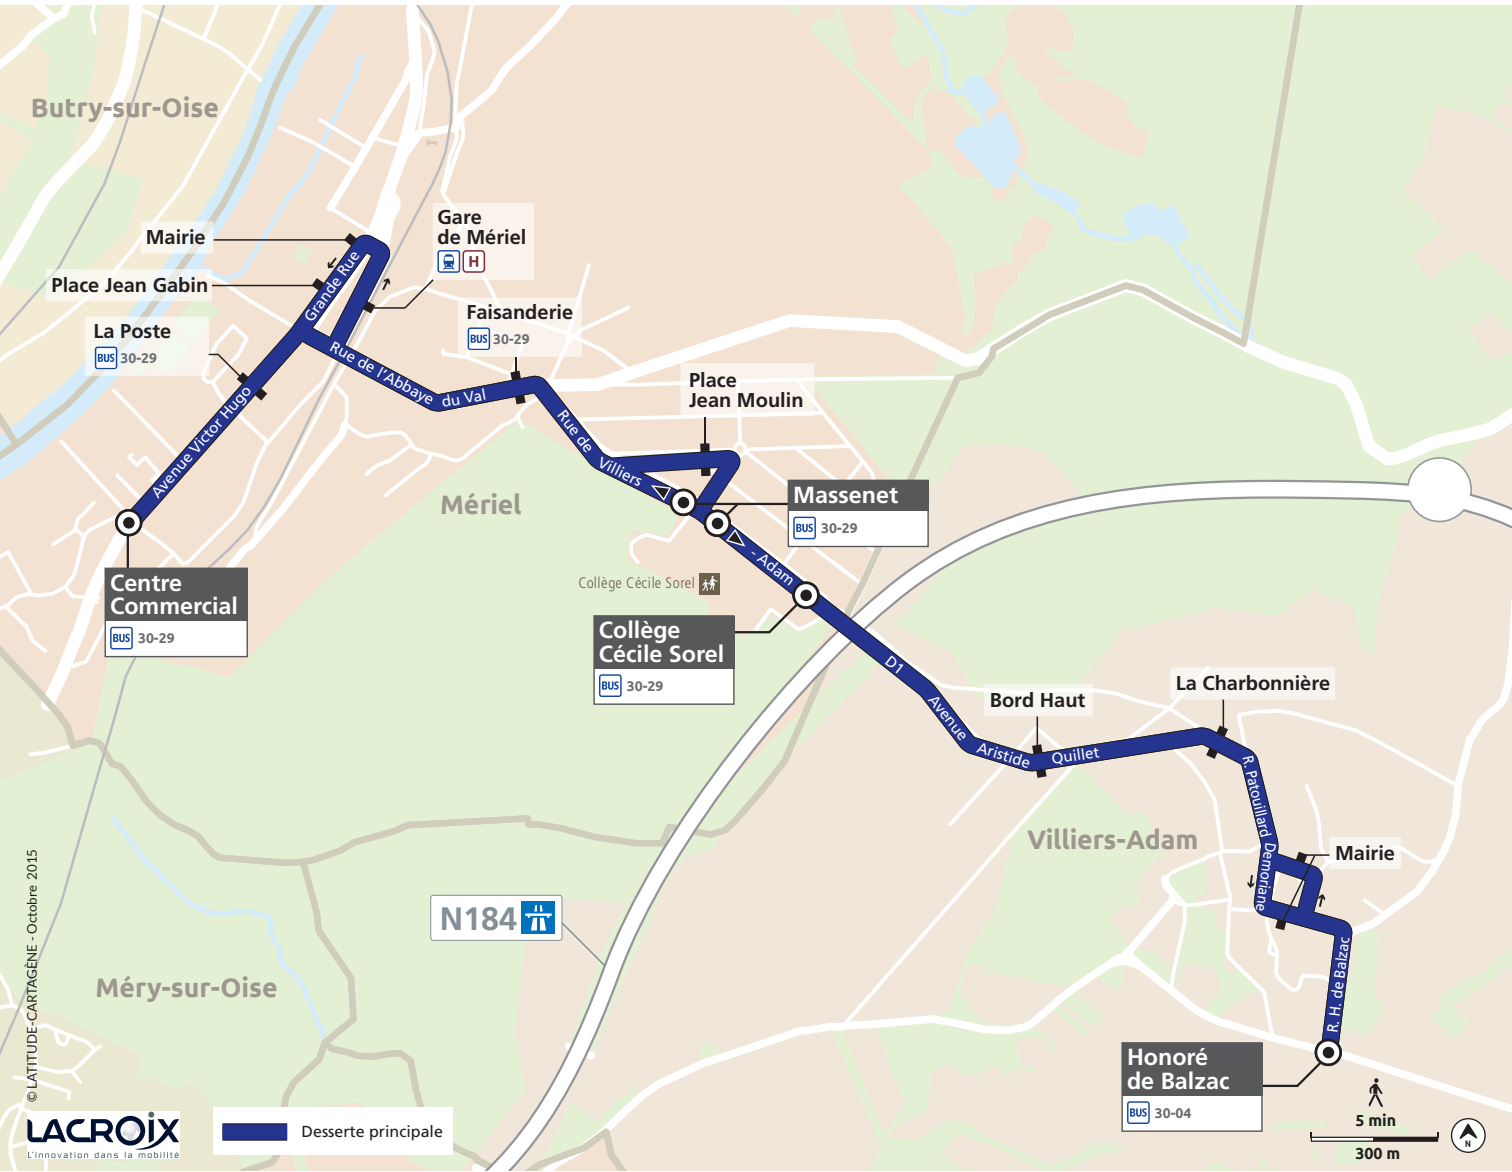 Butry-sur-Oise
Mairie
Gare
de Mériel
H
Place Jean Gabin
Grande Rue
La Poste
BUS 30-29
Faisanderie
BUS 30-29
Rue de l'Abbaye du Val
Place
Jean Moulin
Avenue Victor Hugo
Rue de Villiers - Adam
Mériel
Massenet
BUS 30-29
Centre
Commercial
BUS 30-29
Collège Cécile Sorel
Collège
Cécile Sorel
BUS 30-29
D1
Avenue Aristide Quillet
Bord Haut
La Charbonnière
R. Patouillard Demoriane
Villiers-Adam
Mairie
N184
R. H. de Balzac
Méry-sur-Oise
Honoré
de Balzac
BUS 30-04
© LATITUDE-CARTAGÈNE - Octobre 2015
LACROIX
L'innovation dans la mobilité
Desserte principale
5 min
300 m
N